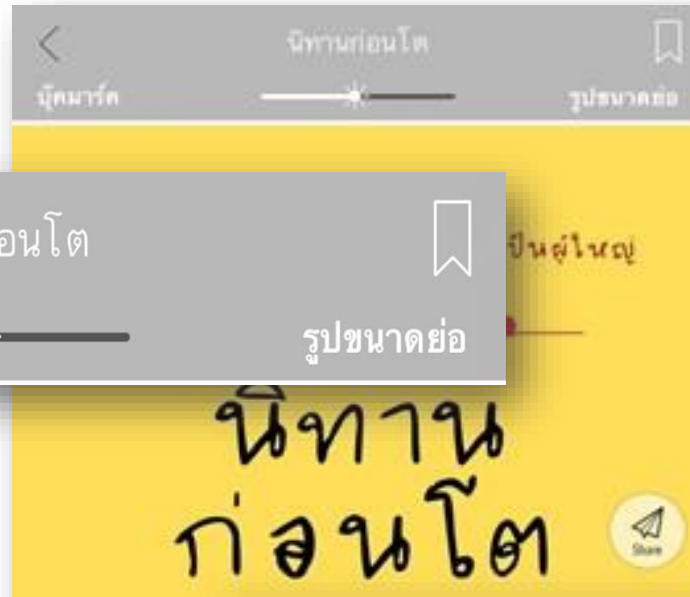 นิทานก่อนโต
บุ๊คมาร์ค
รูปขนาดย่อ
อนโต
รูปขนาดย่อ
ป็นผู้ใหญ่
นิทาน
ก่อนโต
Share